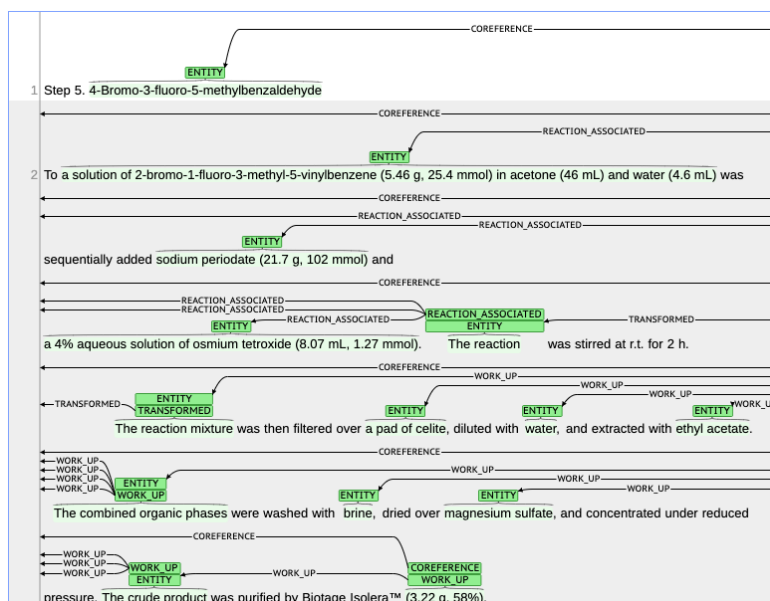 COREFERENCE
ENTITY
1 Step 5. 4-Bromo-3-fluoro-5-methylbenzaldehyde
COREFERENCE
REACTION_ASSOCIATED
ENTITY
2 To a solution of 2-bromo-1-fluoro-3-methyl-5-vinylbenzene (5.46 g, 25.4 mmol) in acetone (46 mL) and water (4.6 mL) was
COREFERENCE
REACTION_ASSOCIATED
REACTION_ASSOCIATED
ENTITY
sequentially added sodium periodate (21.7 g, 102 mmol) and
COREFERENCE
REACTION_ASSOCIATED
REACTION_ASSOCIATED REACTION_ASSOCIATED
ENTITY REACTION_ASSOCIATED ENTITY TRANSFORMED
a 4% aqueous solution of osmium tetroxide (8.07 mL, 1.27 mmol). The reaction was stirred at r.t. for 2 h.
COREFERENCE
WORK_UP
WORK_UP
ENTITY WORK_UP
TRANSFORMED TRANSFORMED ENTITY ENTITY ENTITY WORK_U
The reaction mixture was then filtered over a pad of celite, diluted with water, and extracted with ethyl acetate.
COREFERENCE
WORK_UP
WORK_UP WORK_UP
WORK_UP ENTITY WORK_UP
WORK_UP WORK_UP ENTITY ENTITY WORK_UP
The combined organic phases were washed with brine, dried over magnesium sulfate, and concentrated under reduced
COREFERENCE
WORK_UP
WORK_UP WORK_UP COREFERENCE
WORK_UP ENTITY WORK_UP WORK_UP
pressure. The crude product was purified by Biotage Isolera™ (3.22 g, 58%).